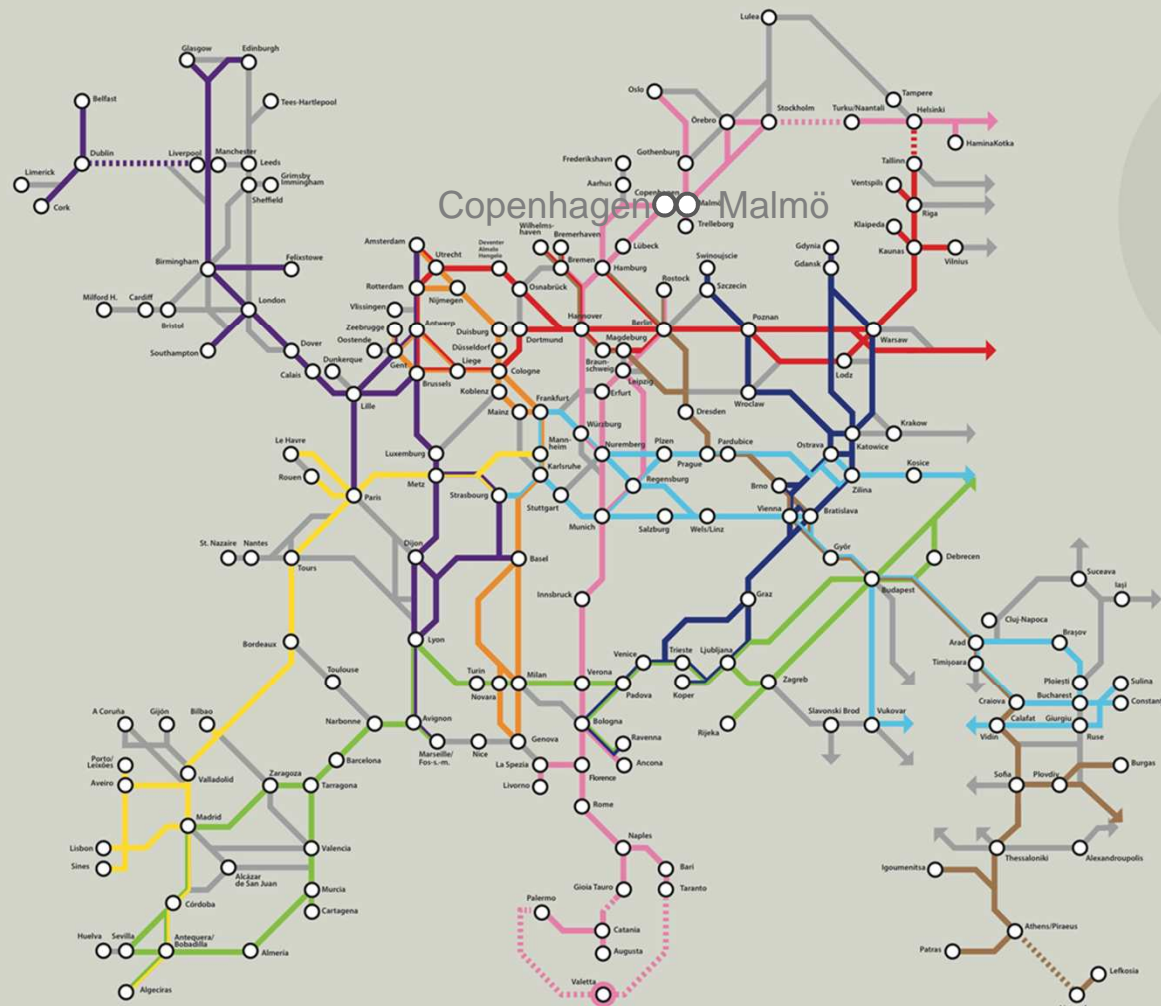 Lulea
Glasgow
Edinburgh
Oslo
Belfast
Tees-Hartlepool
Tampere
Örebro
Stockholm
Turku/Naantali
Helsinki
HaminaKotka
Dublin
Liverpool
Manchester
Leeds
Frederikshavn
Gothenburg
Tallinn
Limerick
Grimsby
Immingham
Aarhus
Ventspils
Sheffield
Cork
Copenhagen
Malmö
Copenhagen
Malmö
Riga
Trelleborg
Klaipeda
Wilhelms-
haven
Bremerhaven
Amsterdam
Utrecht
Deventer
Almelo
Hengelo
Bremen
Lübeck
Gdynia
Kaunas
Vilnius
Birmingham
Felixstowe
Hamburg
Swinoujscie
Gdansk
Rotterdam
Nijmegen
Osnabrück
Rostock
Szczecin
Milford H.
Cardiff
Bristol
London
Vlissingen
Zeebrugge
Antwerp
Duisburg
Dortmund
Hannover
Berlin
Poznan
Warsaw
Oostende
Southampton
Dover
Dunkerque
Gent
Düsseldorf
Magdeburg
Braun-
schweig
Lodz
Calais
Brussels
Liege
Cologne
Leipzig
Koblenz
Erfurt
Wroclaw
Lille
Mainz
Frankfurt
Dresden
Würzburg
Krakow
Le Havre
Luxemburg
Mann-
heim
Nuremberg
Plzen
Pardubice
Ostrava
Katowice
Prague
Rouen
Metz
Karlsruhe
Regensburg
Kosice
Brno
Zilina
Paris
Strasbourg
Stuttgart
Munich
Salzburg
Wels/Linz
Vienna
Bratislava
St. Nazaire
Nantes
Tours
Dijon
Basel
Györ
Debrecen
Budapest
Suceava
Iași
Innsbruck
Graz
Cluj-Napoca
Bordeaux
Lyon
Arad
Brașov
Venice
Trieste
Ljubljana
Timișoara
Toulouse
Turin
Novara
Milan
Verona
Padova
Koper
Zagreb
Ploiești
Sulina
Craiova
Bucharest
Constant
A Coruña
Gijón
Bilbao
Narbonne
Avignon
Bologna
Rijeka
Slavonski Brod
Vukovar
Calafat
Vidin
Giurgiu
Ruse
Marseille/
Fos-s.-m.
Nice
Genova
Ravenna
Porto/
Leixões
Barcelona
La Spezia
Florence
Ancona
Aveiro
Valladolid
Zaragoza
Tarragona
Livorno
Sofia
Plovdiv
Burgas
Rome
Madrid
Lisbon
Valencia
Naples
Thessaloniki
Alexandroupolis
Sines
Alcázar
de San Juan
Bari
Igoumenitsa
Murcia
Gioia Tauro
Taranto
Córdoba
Cartagena
Palermo
Catania
Athens/Piraeus
Huelva
Sevilla
Antequera/
Bobadilla
Almeria
Augusta
Patras
Lefkosia
Algeciras
Valetta